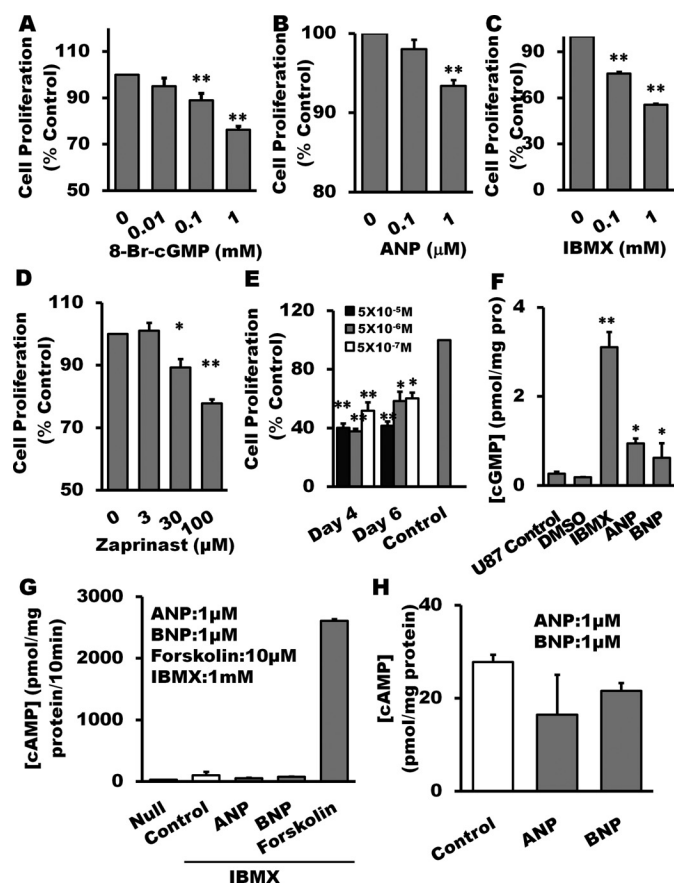 A
Cell Proliferation
(% Control)
110
90
70
50
**
**
0
0.01
0.1
1
8-Br-cGMP (mM)
B
Cell Proliferation
(% Control)
100
90
80
**
0
0.1
1
ANP (μM)
C
Cell Proliferation
(% Control)
90
60
30
0
**
**
0
0.1
1
IBMX (mM)
D
Cell Proliferation
(% Control)
110
90
70
50
*
**
0
3
30
100
Zaprinast (μM)
E
Cell Proliferation
(% Control)
120
80
40
0
5X10⁻⁵M
5X10⁻⁶M
5X10⁻⁷M
**
**
**
**
*
*
Day 4
Day 6
Control
F
[cGMP] (pmol/mg pro)
4
2
0
**
*
*
U87 Control
DMSO
IBMX
ANP
BNP
G
[cAMP] (pmol/mg
protein/10min)
3000
2000
1000
0
ANP:1μM
BNP:1μM
Forskolin:10μM
IBMX:1mM
Null
Control
ANP
BNP
Forskolin
IBMX
H
[cAMP]
(pmol/mg protein)
40
20
0
ANP:1μM
BNP:1μM
Control
ANP
BNP